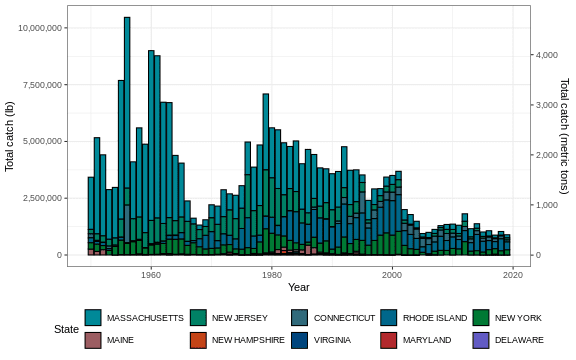 10,000,000
7,500,000
5,000,000
2,500,000
0
Total catch (lb)
4,000
3,000
2,000
1,000
0
Total catch (metric tons)
1960 1980 2000 2020
Year
State
MASSACHUSETTS NEW JERSEY CONNECTICUT RHODE ISLAND NEW YORK
MAINE NEW HAMPSHIRE VIRGINIA MARYLAND DELAWARE